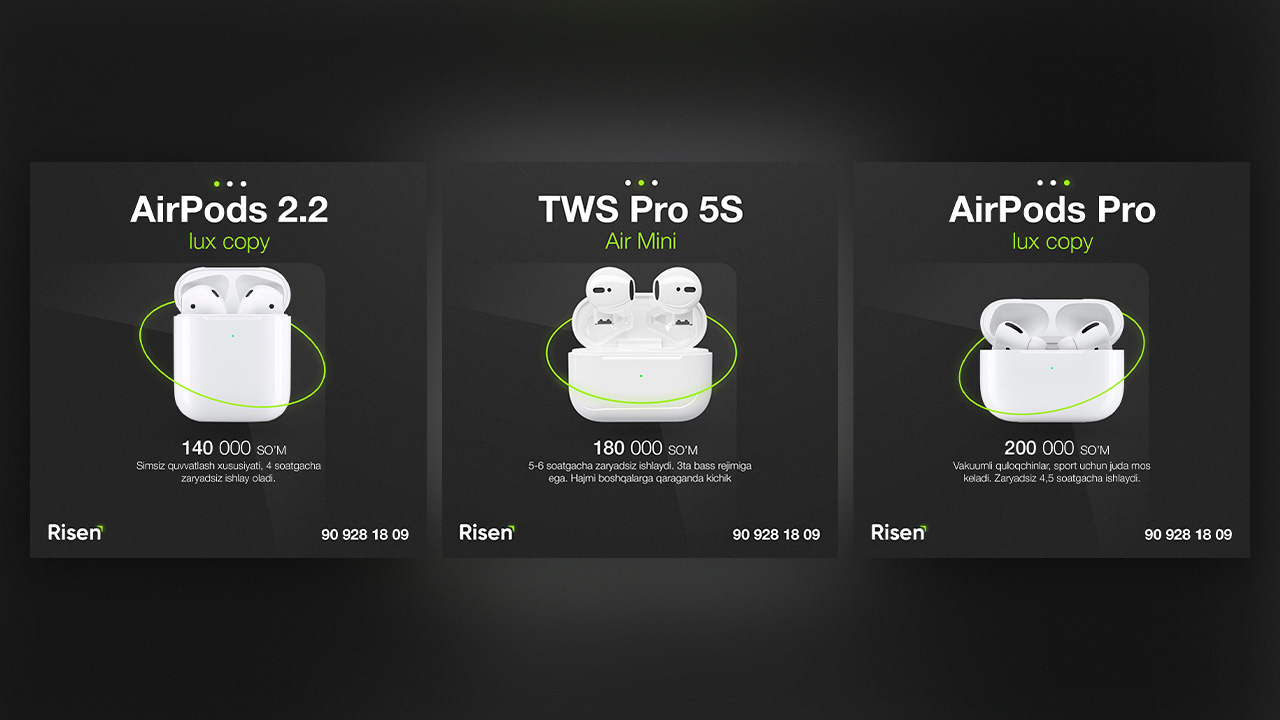 AirPods 2.2
lux copy
140 000 SO'M
Simsiz quvvatlash xususiyati, 4 soatgacha
zaryadsiz ishlay oladi.
Risen
90 928 18 09
TWS Pro 5S
Air Mini
180 000 SO'M
5-6 soatgacha zaryadsiz ishlaydi. 3ta bass rejimiga
ega. Hajmi boshqalarga qaraganda kichik
Risen
90 928 18 09
AirPods Pro
lux copy
200 000 SO'M
Vakuumli quloqchinlar, sport uchun juda mos
keladi. Zaryadsiz 4,5 soatgacha ishlaydi.
Risen
90 928 18 09